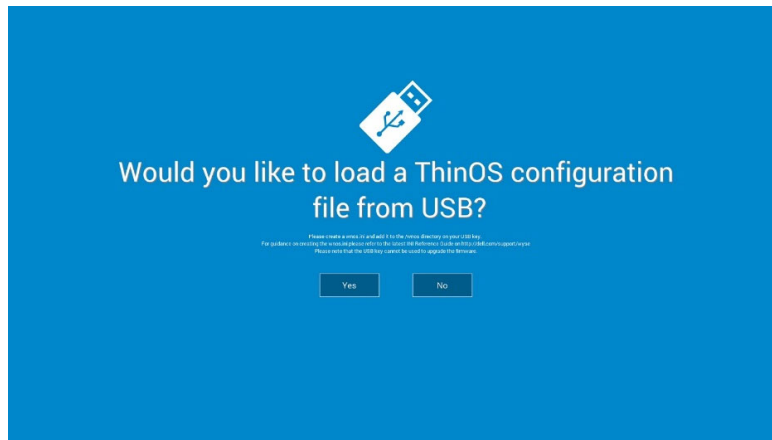 Would you like to load a ThinOS configuration
file from USB?
Please create a wnos.ini and add it to the /wnos directory on your USB key.
For guidance on creating the wnos.ini please refer to the latest INI Reference Guide on http://dell.com/support/wyse
Please note that the USB key cannot be used to upgrade the firmware.
Yes
No